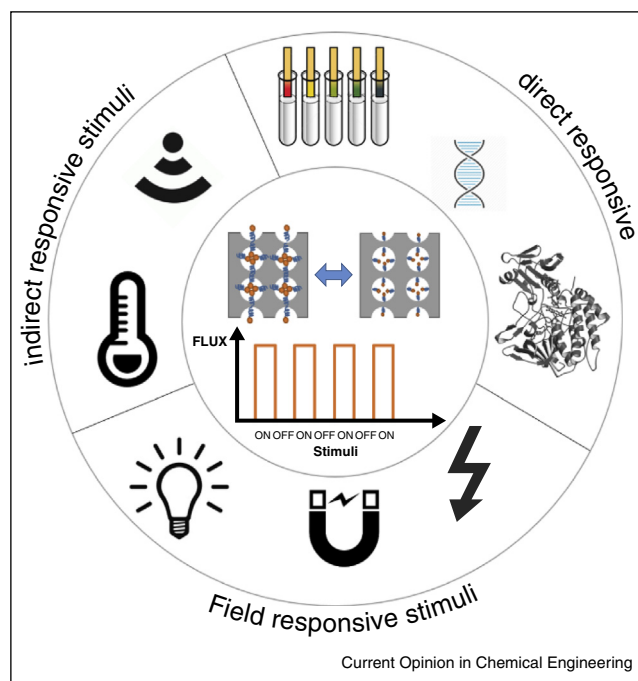 indirect responsive stimuli
direct responsive
FLUX
ON OFF ON OFF ON OFF ON
Stimuli
Field responsive stimuli
Current Opinion in Chemical Engineering